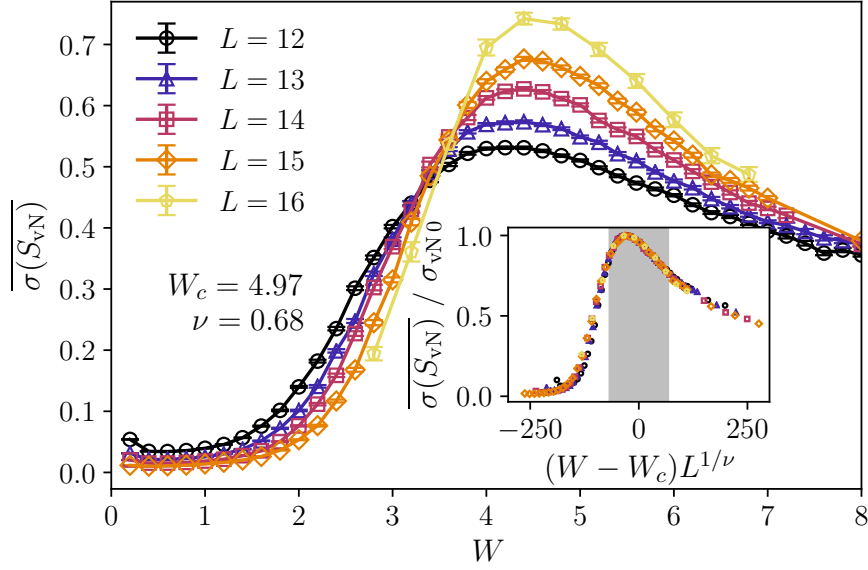 0.7
0.6
0.5
0.4
0.3
0.2
0.1
0.0
σ(S_vN)
L = 12
L = 13
L = 14
L = 15
L = 16
W_c = 4.97
ν = 0.68
0 1 2 3 4 5 6 7 8
W
1.0
0.5
0.0
σ(S_vN) / σ_vN 0
−250 0 250
(W − W_c)L^{1/ν}